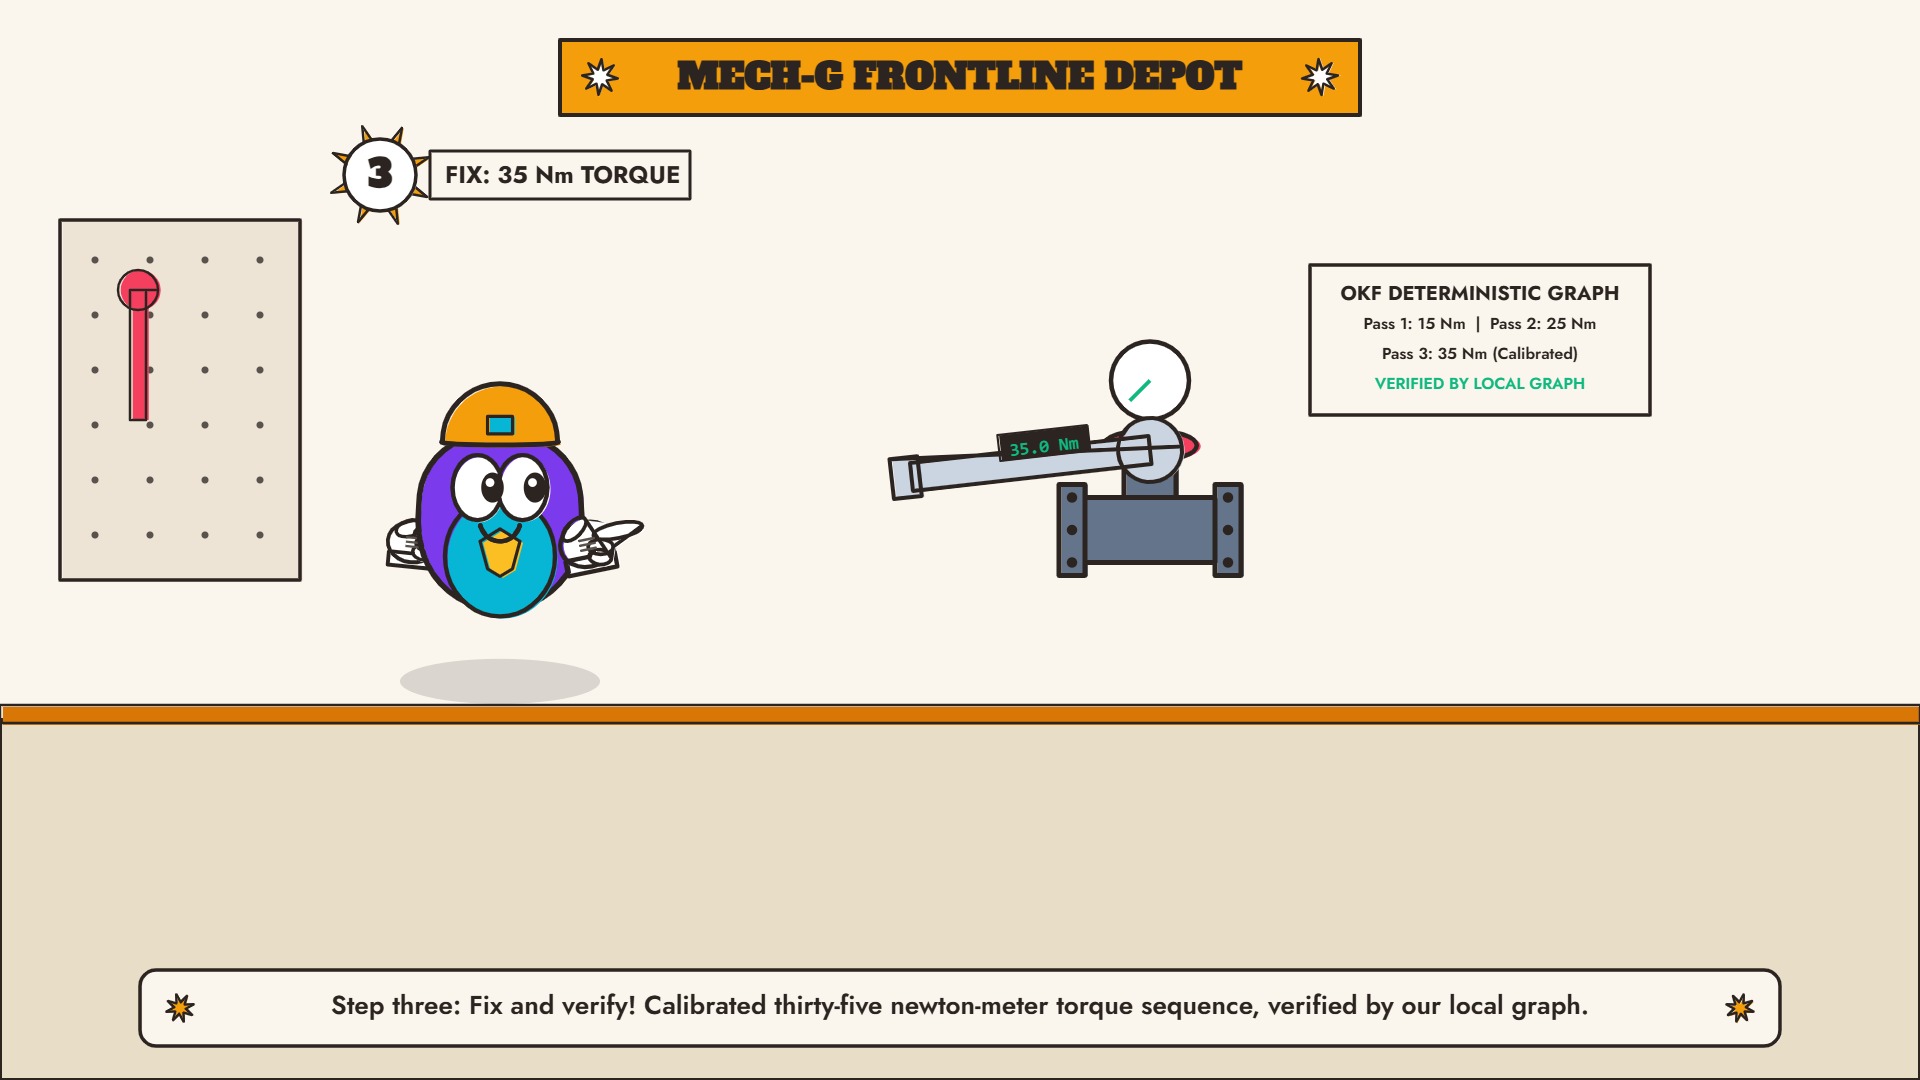 MECH-G FRONTLINE DEPOT
3
FIX: 35 Nm TORQUE
OKF DETERMINISTIC GRAPH
Pass 1: 15 Nm | Pass 2: 25 Nm
Pass 3: 35 Nm (Calibrated)
VERIFIED BY LOCAL GRAPH
35.0 Nm
Step three: Fix and verify! Calibrated thirty-five newton-meter torque sequence, verified by our local graph.